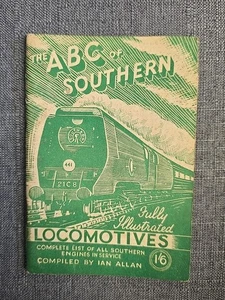 THE ABC of
SOUTHERN
441
21C8
Fully
Illustrated
LOCOMOTIVES
COMPLETE LIST OF ALL SOUTHERN
ENGINES IN SERVICE
COMPILED BY IAN ALLAN
1/6